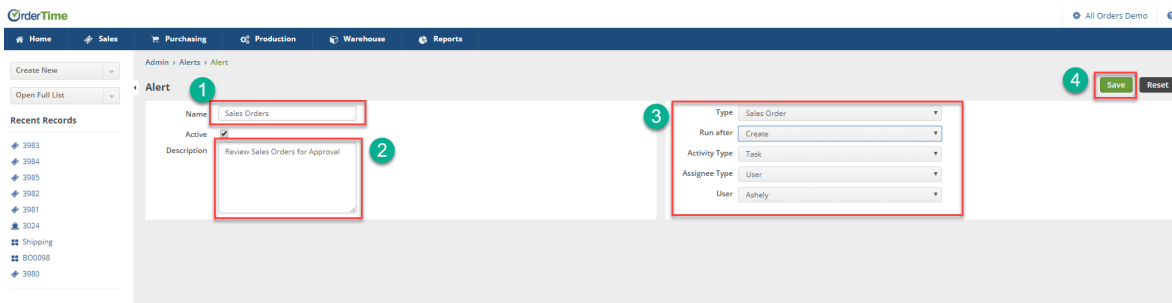 OrderTime
All Orders Demo
Home Sales Purchasing Production Warehouse Reports
Create New
Open Full List
Recent Records
3983
3984
3985
3982
3981
3024
Shipping
BO0098
3980
Admin › Alerts › Alert
Alert
1
Name Sales Orders
Active
Description Review Sales Orders for Approval
2
3
Type Sales Order
Run after Create
Activity Type Task
Assignee Type User
User Ashely
4
Save Reset